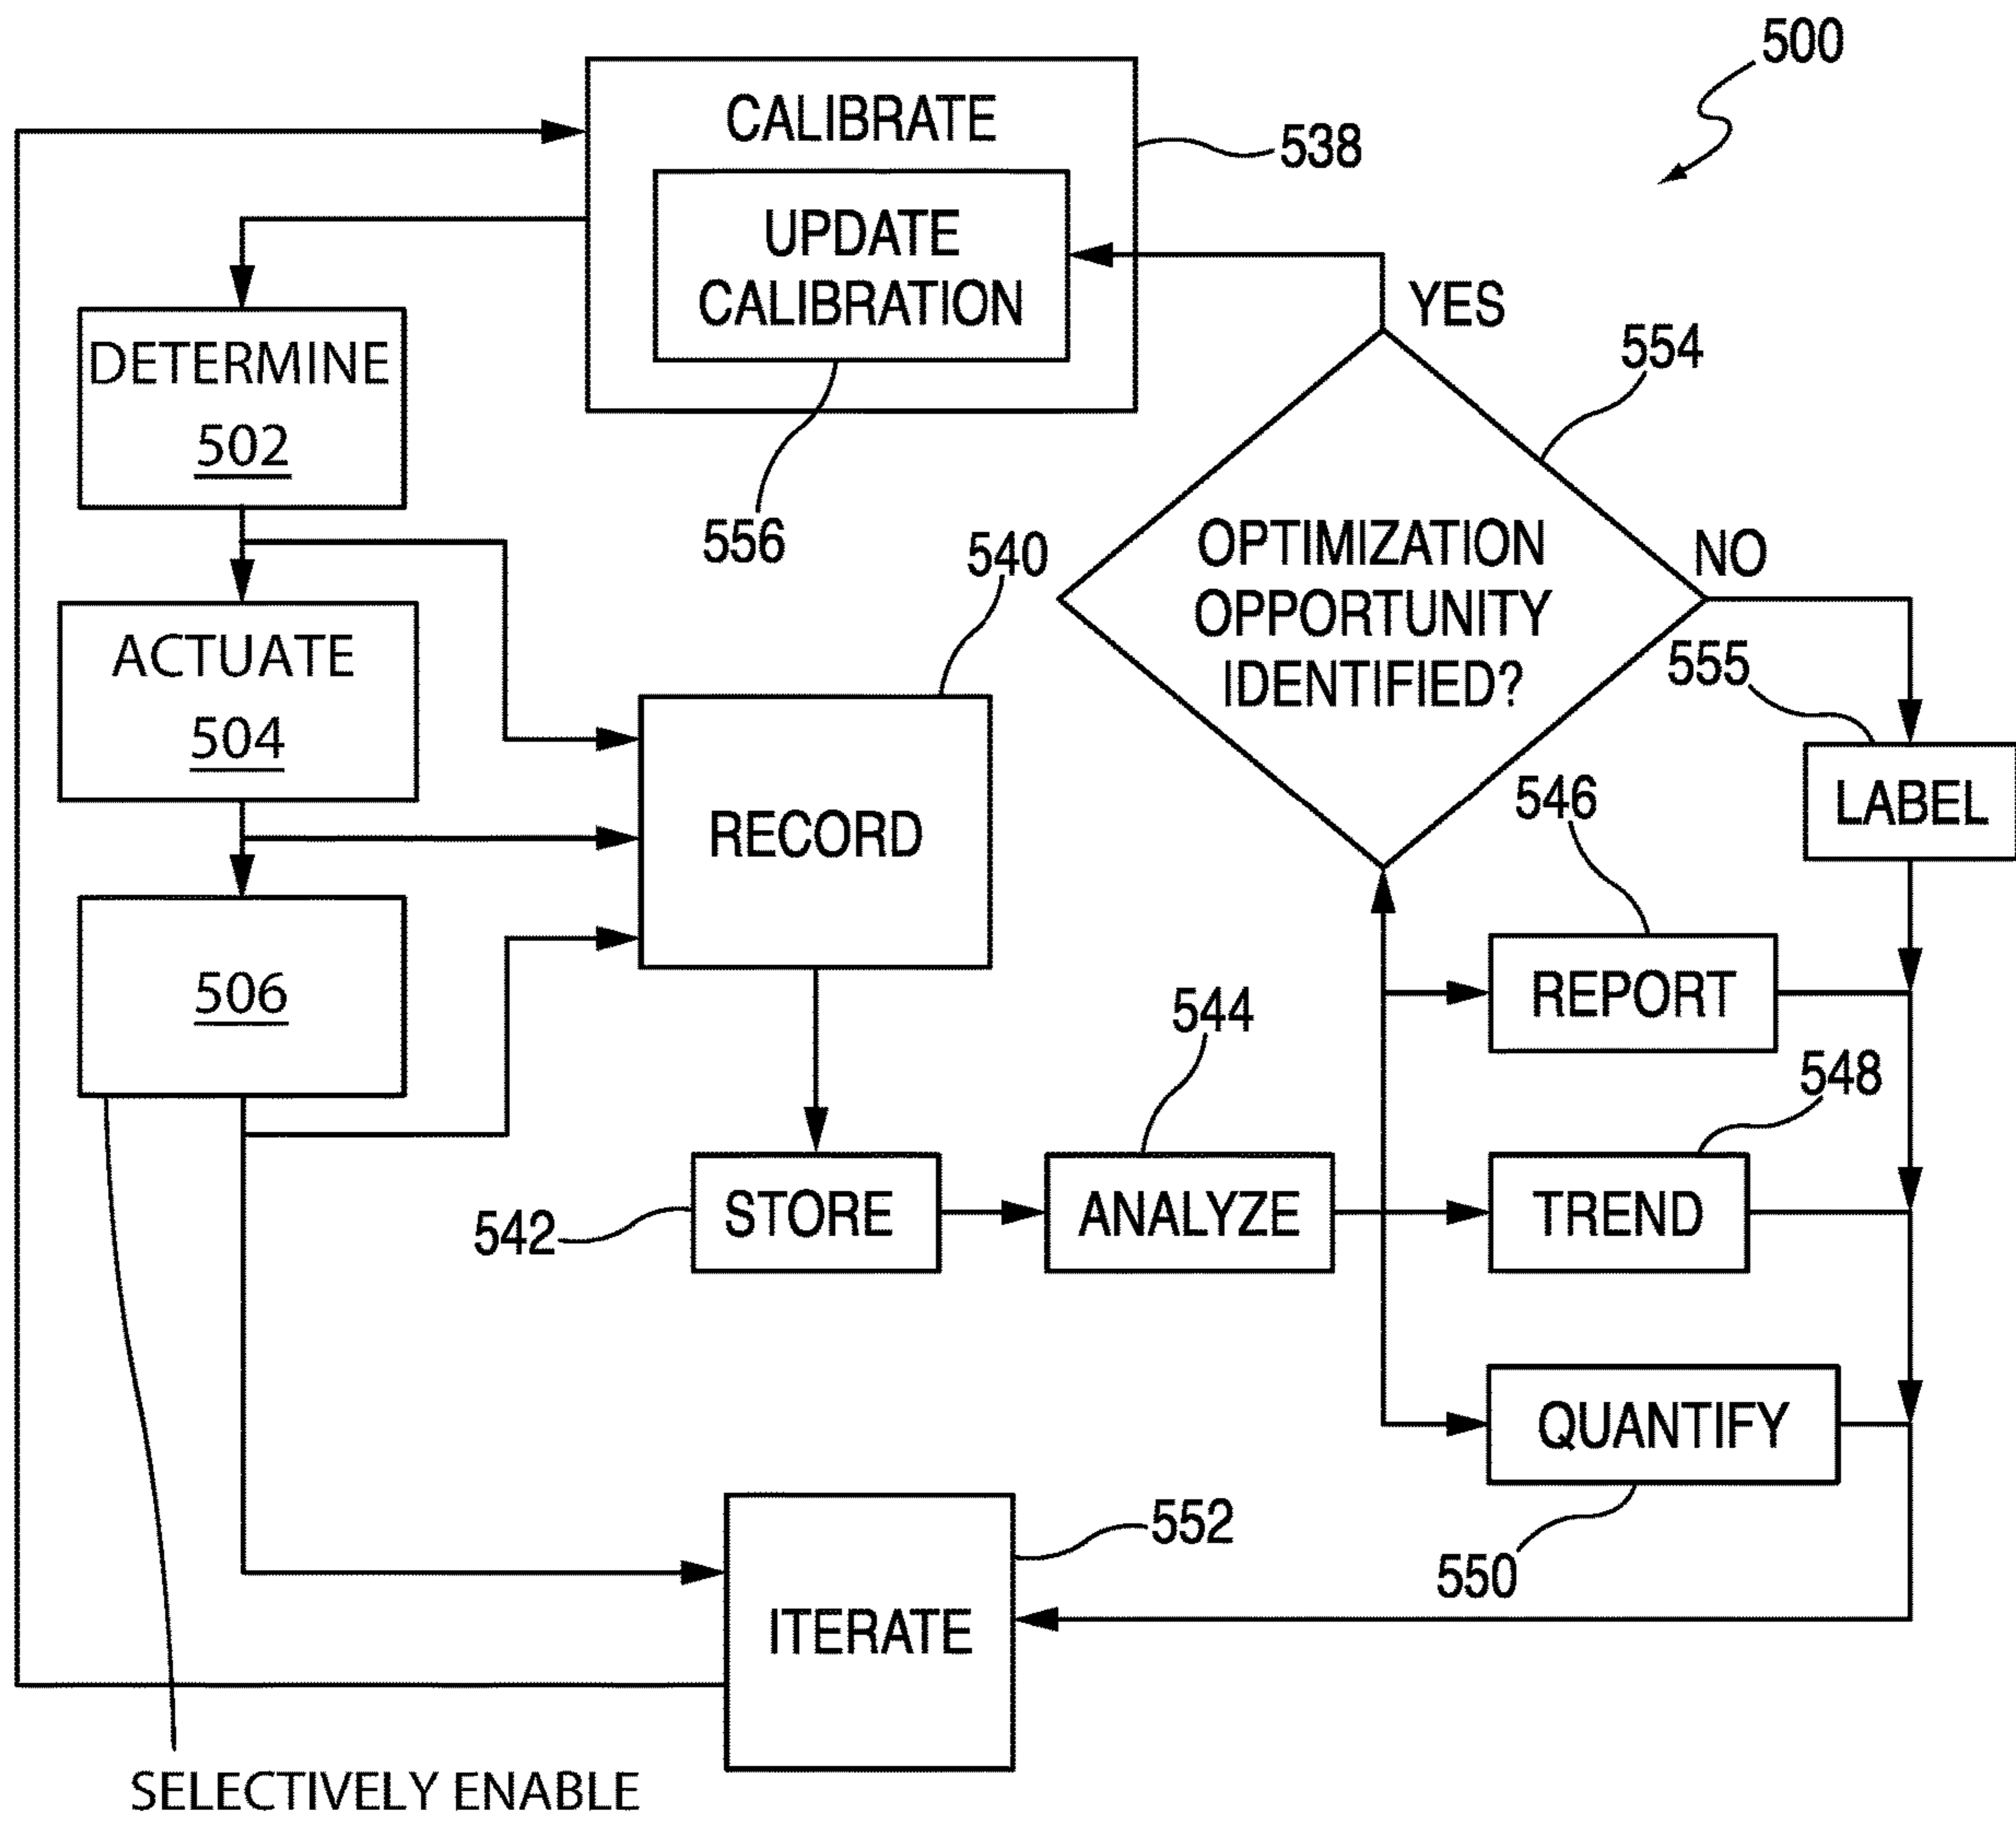 500
CALIBRATE
538
UPDATE
CALIBRATION
YES
554
DETERMINE
502
556
540
OPTIMIZATION
OPPORTUNITY
IDENTIFIED?
NO
555
ACTUATE
504
RECORD
546
LABEL
506
REPORT
544
548
542
STORE
ANALYZE
TREND
QUANTIFY
552
550
ITERATE
SELECTIVELY ENABLE